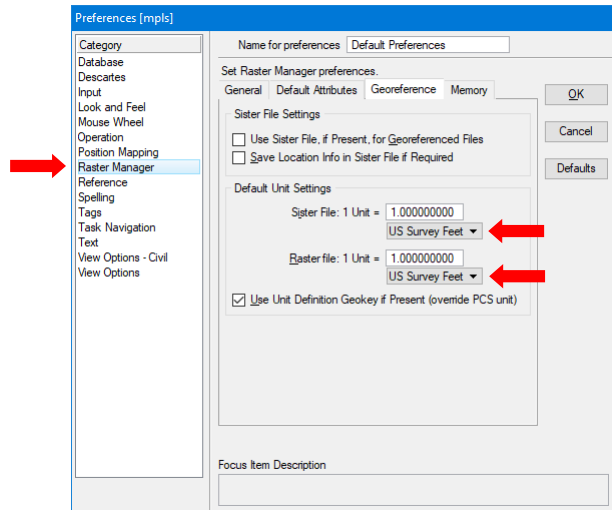 Preferences [mpls]
Category
Database
Descartes
Input
Look and Feel
Mouse Wheel
Operation
Position Mapping
Raster Manager
Reference
Spelling
Tags
Task Navigation
Text
View Options - Civil
View Options
Name for preferences Default Preferences
Set Raster Manager preferences.
General Default Attributes Georeference Memory
Sister File Settings
Use Sister File, if Present, for Georeferenced Files
Save Location Info in Sister File if Required
Default Unit Settings
Sister File: 1 Unit = 1.000000000
US Survey Feet
Raster file: 1 Unit = 1.000000000
US Survey Feet
Use Unit Definition Geokey if Present (override PCS unit)
OK
Cancel
Defaults
Focus Item Description